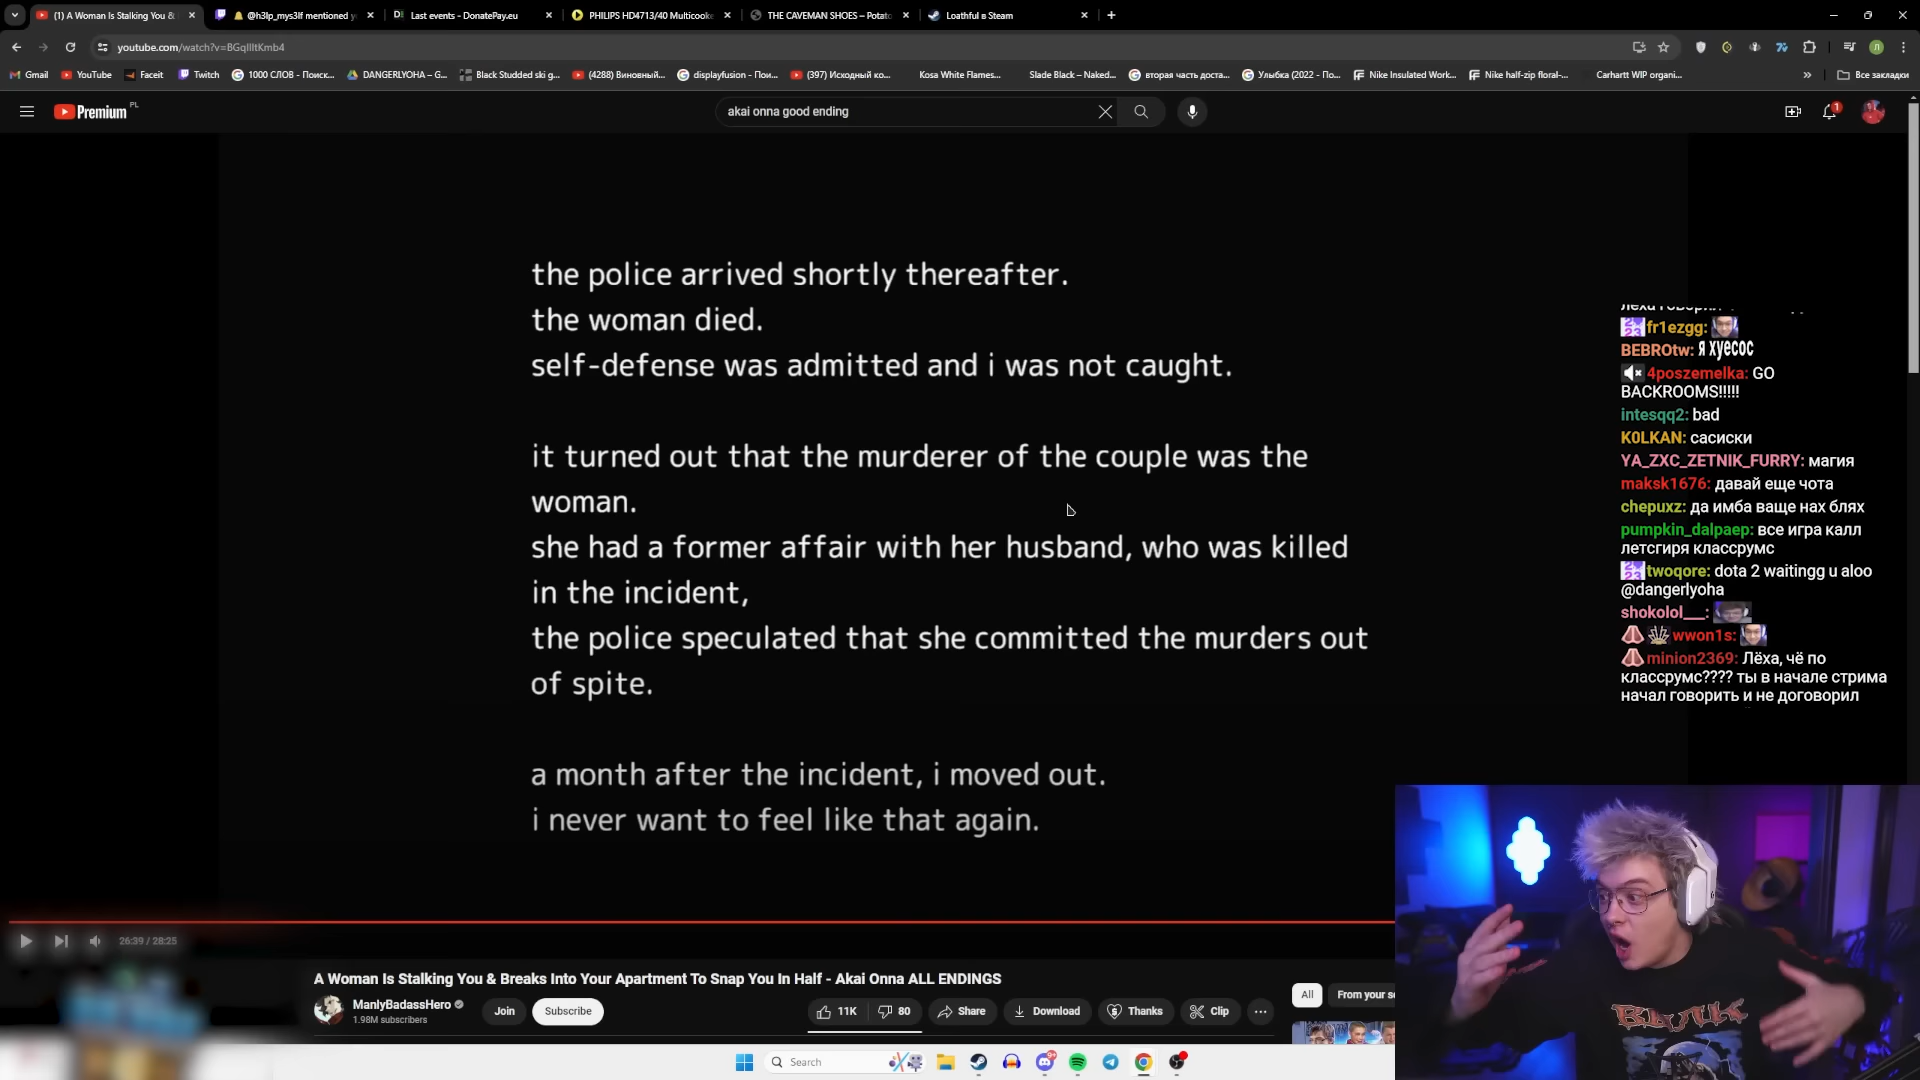 (1) A Woman Is Stalking You &
@h3lp_mys3lf mentioned y
Last events - DonatePay.eu
PHILIPS HD4713/40 Multicooke
THE CAVEMAN SHOES – Potato
Loathful в Steam
youtube.com/watch?v=BGqIlltKmb4
Gmail
YouTube
Faceit
Twitch
1000 СЛОВ - Поиск...
DANGERLYOHA – G...
Black Studded ski g...
(4288) Виновный...
displayfusion - Пои...
(397) Исходный ко...
Kosa White Flames...
Slade Black – Naked...
вторая часть доста...
Улыбка (2022 - По...
Nike Insulated Work...
Nike half-zip floral-...
Carhartt WIP organi...
»
Все закладки
Premium PL
akai onna good ending
1
the police arrived shortly thereafter.
the woman died.
self-defense was admitted and i was not caught.
it turned out that the murderer of the couple was the
woman.
she had a former affair with her husband, who was killed
in the incident,
the police speculated that she committed the murders out
of spite.
a month after the incident, i moved out.
i never want to feel like that again.
fr1ezgg:
BEBROtw: я хуесос
4poszemelka: GO
BACKROOMS!!!!!
intesqq2: bad
K0LKAN: сасиски
YA_ZXC_ZETNIK_FURRY: магия
maksk1676: давай еще чота
chepuxz: да имба ваще нах блях
pumpkin_dalpaep: все игра калл
летсгиря классрумс
twoqore: dota 2 waitingg u aloo
@dangerlyoha
shokolol___:
wwon1s:
minion2369: Лёха, чё по
классрумс???? ты в начале стрима
начал говорить и не договорил
26:39 / 28:25
A Woman Is Stalking You & Breaks Into Your Apartment To Snap You In Half - Akai Onna ALL ENDINGS
ManlyBadassHero
1.98M subscribers
Join
Subscribe
11K
80
Share
Download
Thanks
Clip
All
From your se
Search